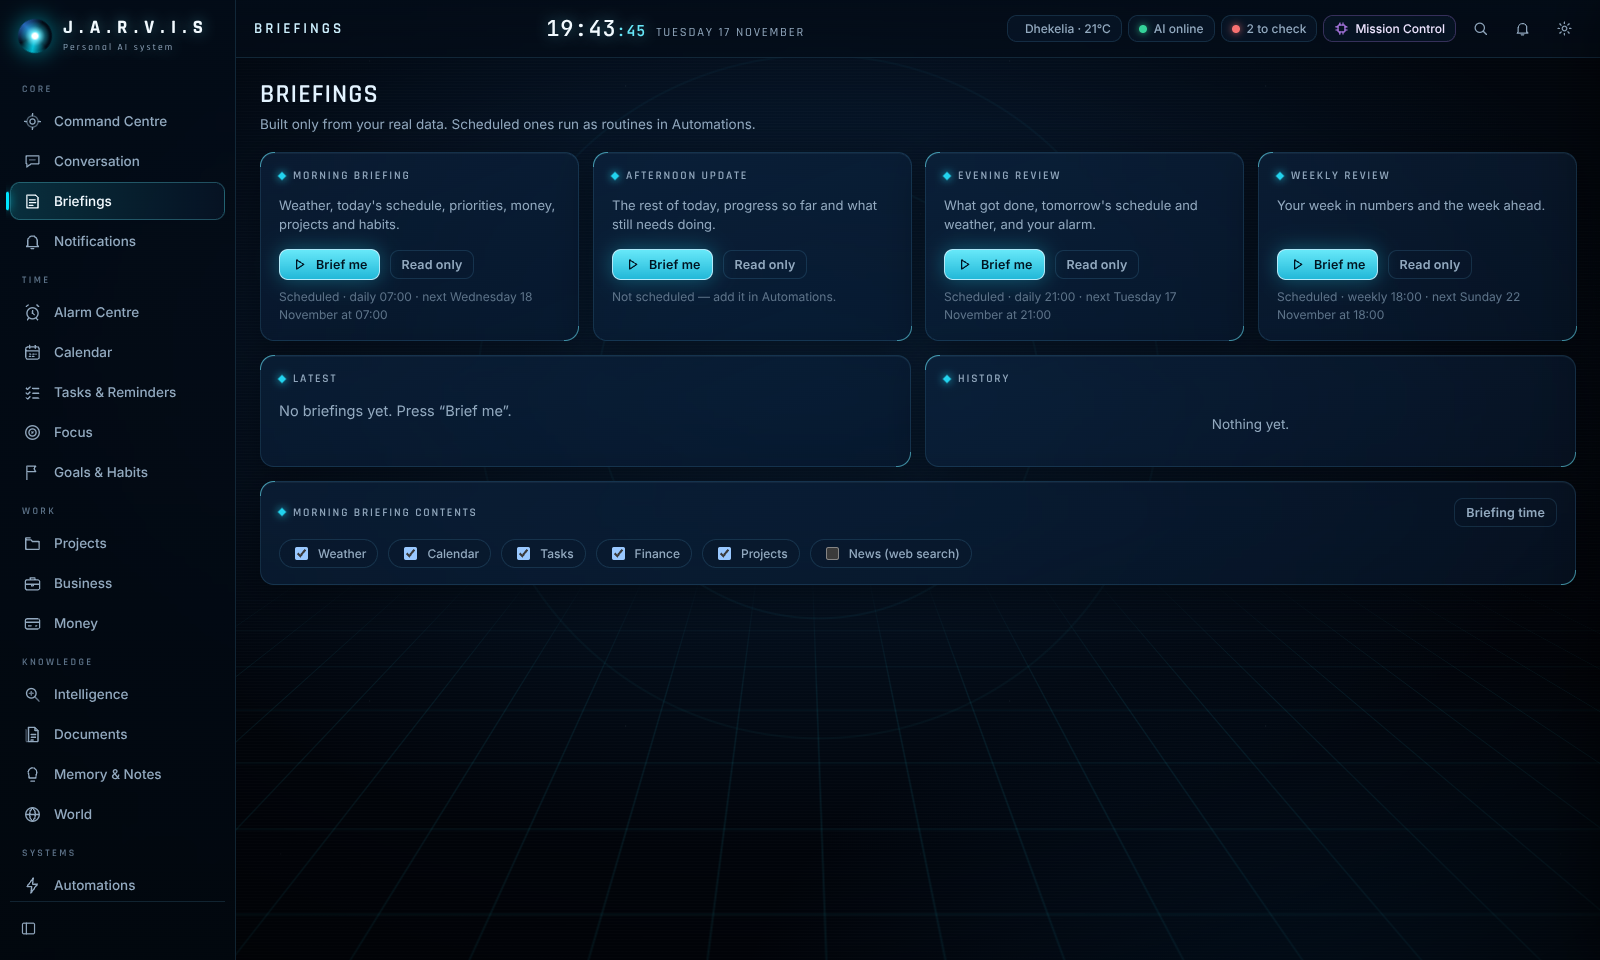 J.A.R.V.I.S
Personal AI system
CORE
Command Centre
Conversation
Briefings
Notifications
TIME
Alarm Centre
Calendar
Tasks & Reminders
Focus
Goals & Habits
WORK
Projects
Business
Money
KNOWLEDGE
Intelligence
Documents
Memory & Notes
World
SYSTEMS
Automations
BRIEFINGS
19:43:45 TUESDAY 17 NOVEMBER
Dhekelia · 21°C
AI online
2 to check
Mission Control
BRIEFINGS
Built only from your real data. Scheduled ones run as routines in Automations.
MORNING BRIEFING
Weather, today's schedule, priorities, money,
projects and habits.
Brief me
Read only
Scheduled · daily 07:00 · next Wednesday 18
November at 07:00
AFTERNOON UPDATE
The rest of today, progress so far and what
still needs doing.
Brief me
Read only
Not scheduled — add it in Automations.
EVENING REVIEW
What got done, tomorrow's schedule and
weather, and your alarm.
Brief me
Read only
Scheduled · daily 21:00 · next Tuesday 17
November at 21:00
WEEKLY REVIEW
Your week in numbers and the week ahead.
Brief me
Read only
Scheduled · weekly 18:00 · next Sunday 22
November at 18:00
LATEST
No briefings yet. Press “Brief me”.
HISTORY
Nothing yet.
MORNING BRIEFING CONTENTS
Briefing time
Weather
Calendar
Tasks
Finance
Projects
News (web search)